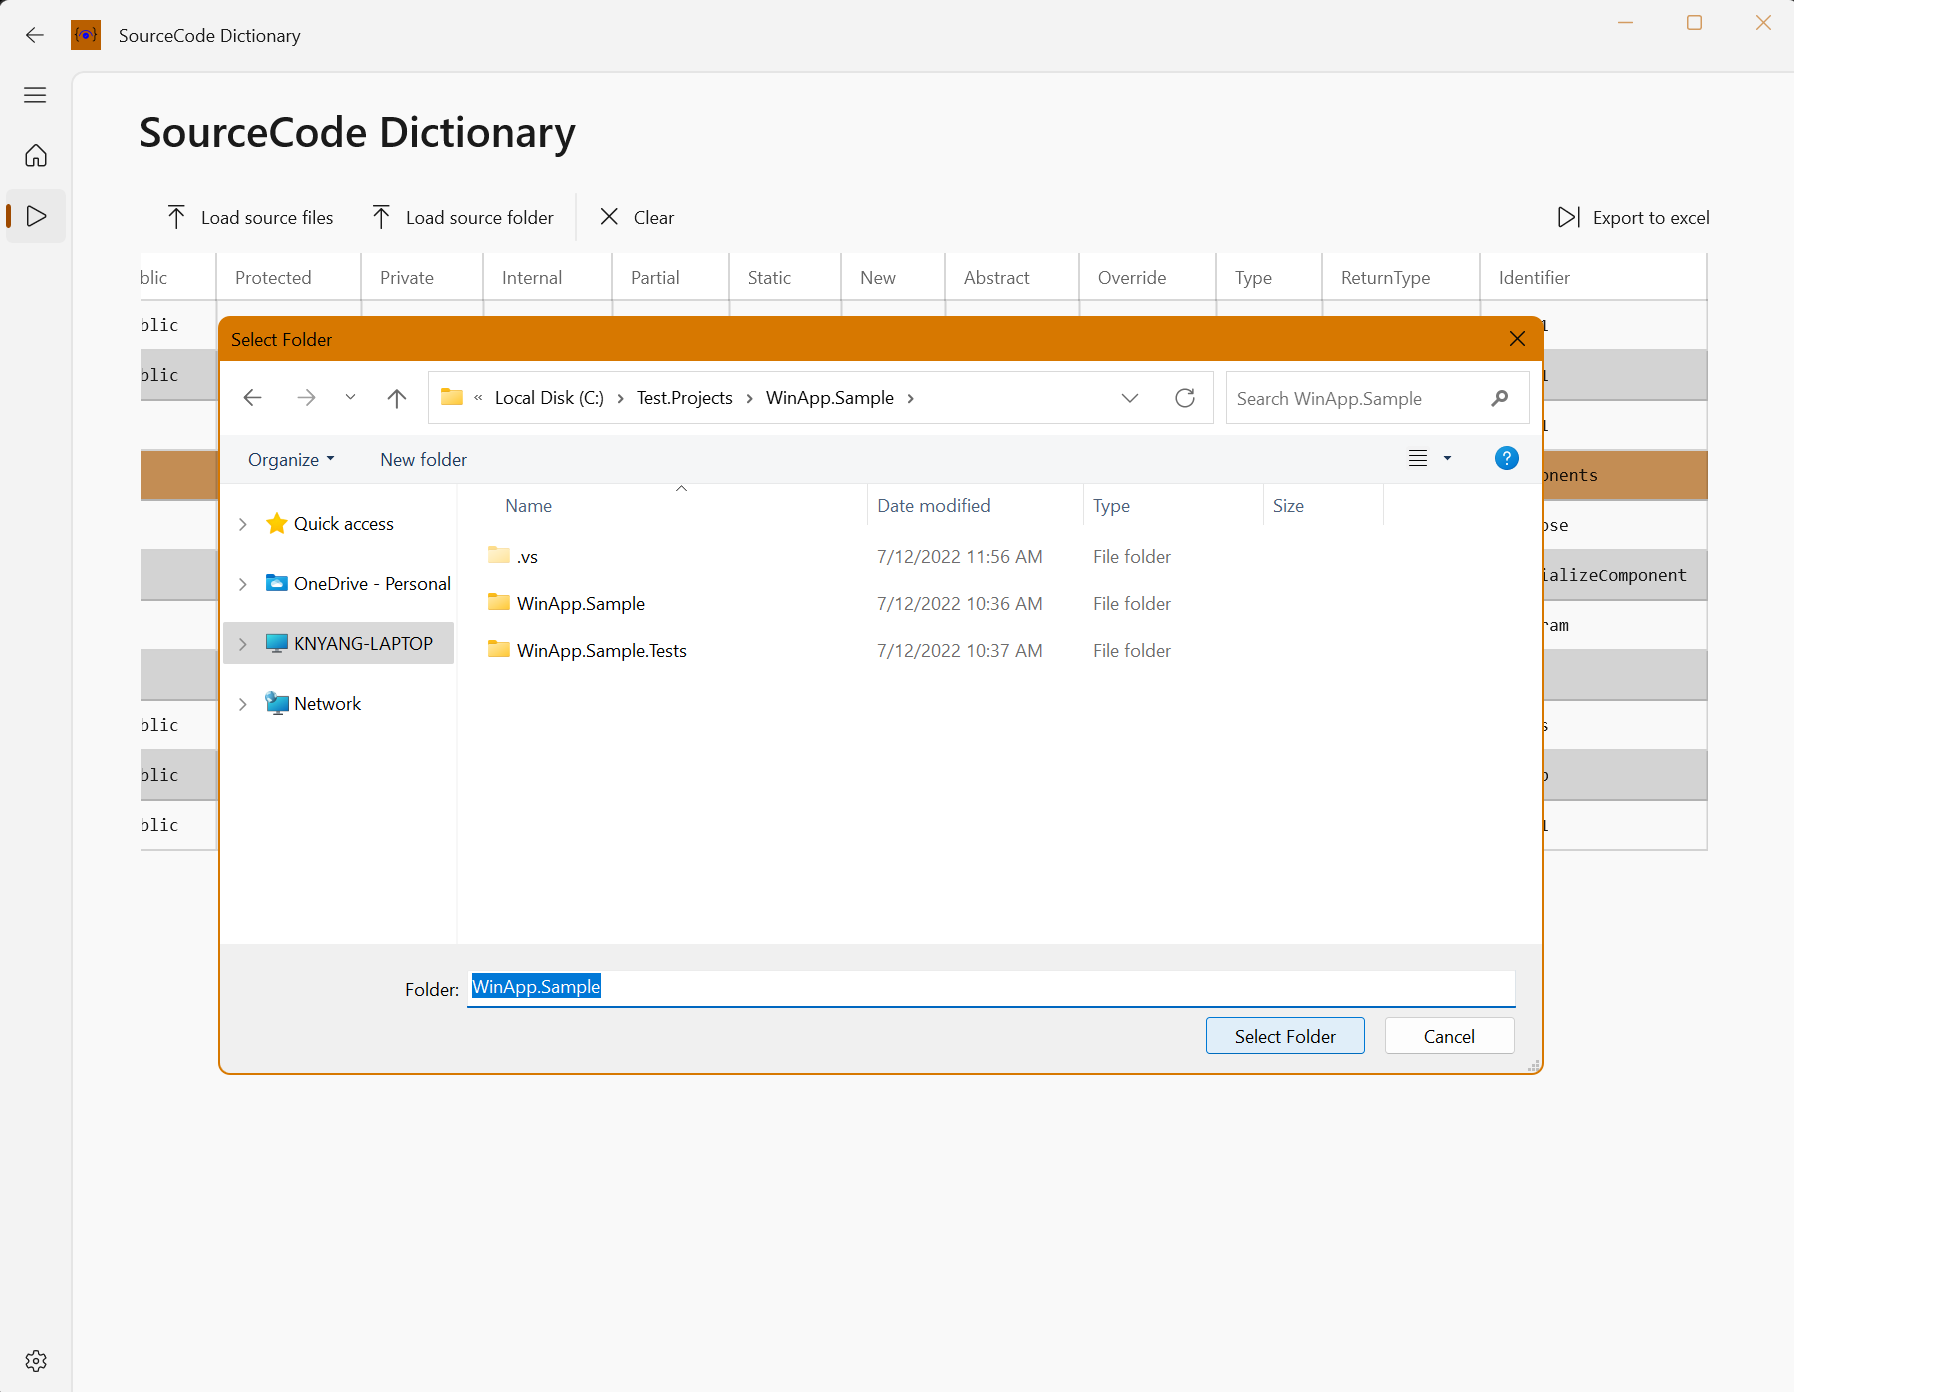 SourceCode Dictionary
SourceCode Dictionary
Load source files
Load source folder
Clear
Export to excel
blic
Protected
Private
Internal
Partial
Static
New
Abstract
Override
Type
ReturnType
Identifier
blic
1
blic
1
1
onents
ose
ializeComponent
ram
blic
s
blic
p
blic
1
Select Folder
« Local Disk (C:) › Test.Projects › WinApp.Sample ›
Search WinApp.Sample
Organize
New folder
?
Name
Date modified
Type
Size
Quick access
OneDrive - Personal
KNYANG-LAPTOP
Network
.vs 7/12/2022 11:56 AM File folder
WinApp.Sample 7/12/2022 10:36 AM File folder
WinApp.Sample.Tests 7/12/2022 10:37 AM File folder
Folder: WinApp.Sample
Select Folder
Cancel